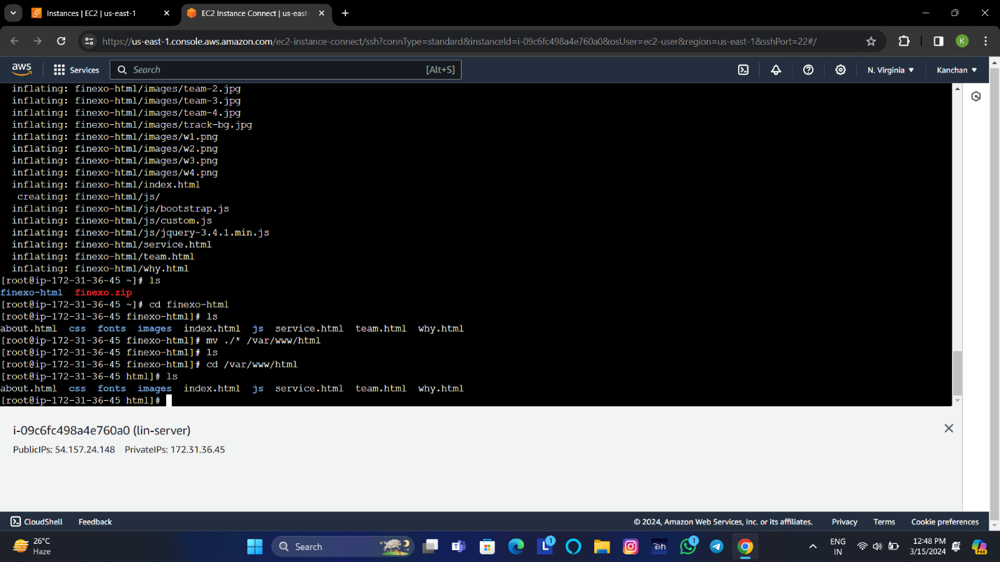 Instances | EC2 | us-east-1
EC2 Instance Connect | us-east-
https://us-east-1.console.aws.amazon.com/ec2-instance-connect/ssh?connType=standard&instanceId=i-09c6fc498a4e760a0&osUser=ec2-user&region=us-east-1&sshPort=22#/
K
aws Services Search [Alt+S] N. Virginia ▼ Kanchan ▼
inflating: finexo-html/images/team-2.jpg
inflating: finexo-html/images/team-3.jpg
inflating: finexo-html/images/team-4.jpg
inflating: finexo-html/images/track-bg.jpg
inflating: finexo-html/images/w1.png
inflating: finexo-html/images/w2.png
inflating: finexo-html/images/w3.png
inflating: finexo-html/images/w4.png
inflating: finexo-html/index.html
creating: finexo-html/js/
inflating: finexo-html/js/bootstrap.js
inflating: finexo-html/js/custom.js
inflating: finexo-html/js/jquery-3.4.1.min.js
inflating: finexo-html/service.html
inflating: finexo-html/team.html
inflating: finexo-html/why.html
[root@ip-172-31-36-45 ~]# ls
finexo-html finexo.zip
[root@ip-172-31-36-45 ~]# cd finexo-html
[root@ip-172-31-36-45 finexo-html]# ls
about.html css fonts images index.html js service.html team.html why.html
[root@ip-172-31-36-45 finexo-html]# mv ./* /var/www/html
[root@ip-172-31-36-45 finexo-html]# ls
[root@ip-172-31-36-45 finexo-html]# cd /var/www/html
[root@ip-172-31-36-45 html]# ls
about.html css fonts images index.html js service.html team.html why.html
[root@ip-172-31-36-45 html]#
i-09c6fc498a4e760a0 (lin-server)
PublicIPs: 54.157.24.148 PrivateIPs: 172.31.36.45
CloudShell Feedback © 2024, Amazon Web Services, Inc. or its affiliates. Privacy Terms Cookie preferences
26°C
Haze
Search
L 1
Dh
1
ENG
IN
12:48 PM
3/15/2024
PRE